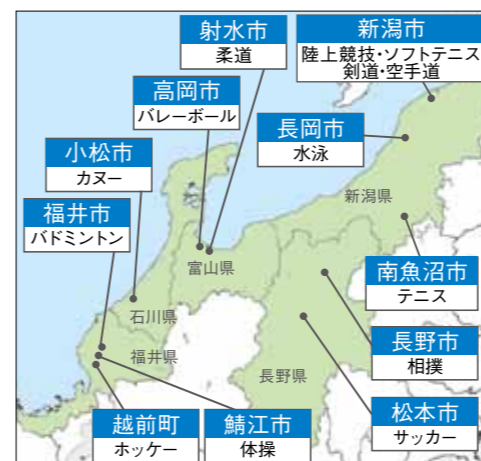 射水市
柔道
新潟市
陸上競技・ソフトテニス
剣道・空手道
高岡市
バレーボール
長岡市
水泳
小松市
カヌー
福井市
バドミントン
新潟県
富山県
石川県
福井県
長野県
南魚沼市
テニス
長野市
相撲
松本市
サッカー
越前町
ホッケー
鯖江市
体操